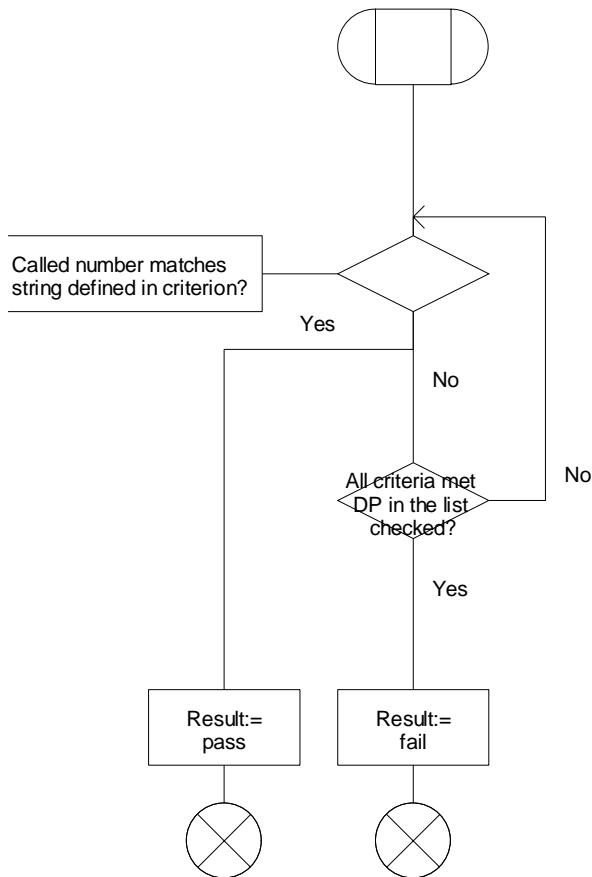 Called number matches
string defined in criterion?
Yes
No
All criteria met
DP in the list
checked?
No
Yes
Result:=
pass
Result:=
fail